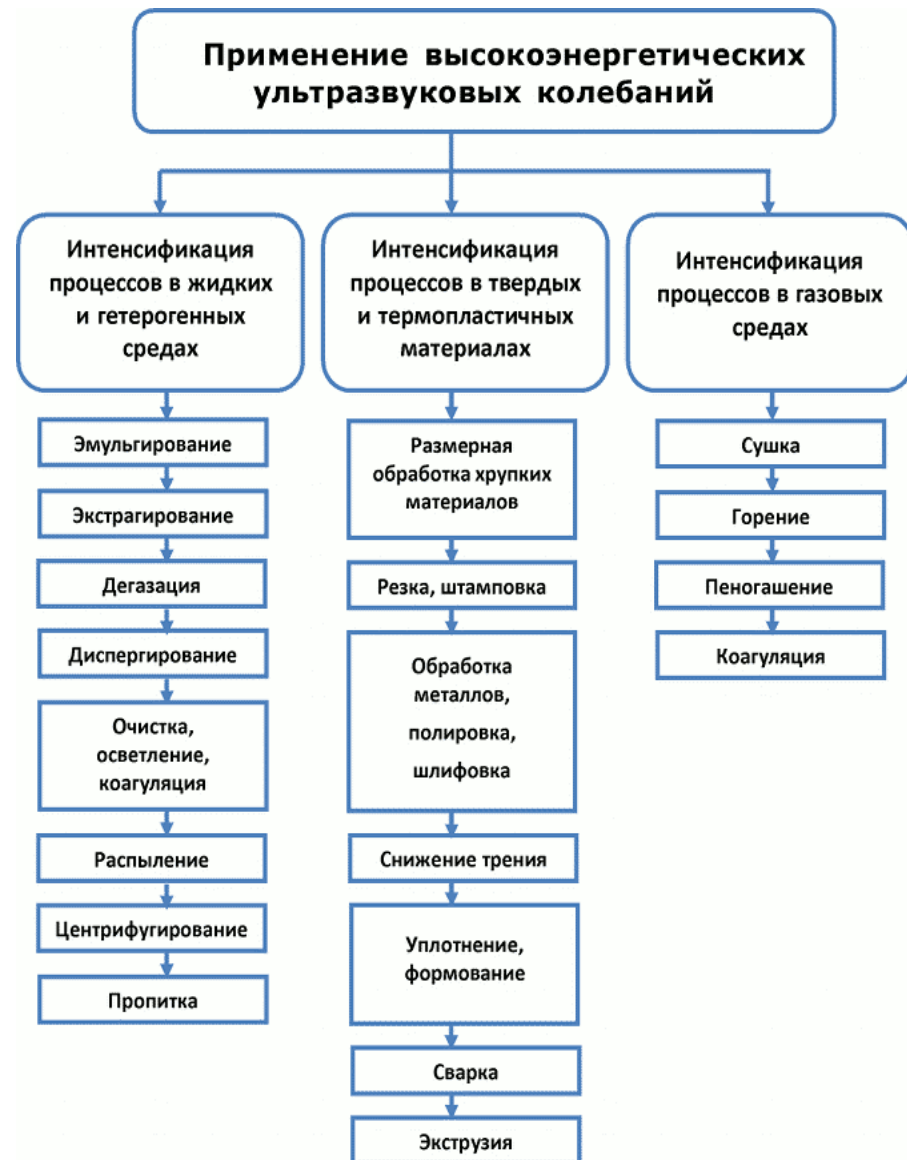 Применение высокоэнергетических
ультразвуковых колебаний
Интенсификация
процессов в жидких
и гетерогенных
средах
Эмульгирование
Экстрагирование
Дегазация
Диспергирование
Очистка,
осветление,
коагуляция
Распыление
Центрифугирование
Пропитка
Интенсификация
процессов в твердых
и термопластичных
материалах
Размерная
обработка хрупких
материалов
Резка, штамповка
Обработка
металлов,
полировка,
шлифовка
Снижение трения
Уплотнение,
формование
Сварка
Экструзия
Интенсификация
процессов в газовых
средах
Сушка
Горение
Пеногашение
Коагуляция